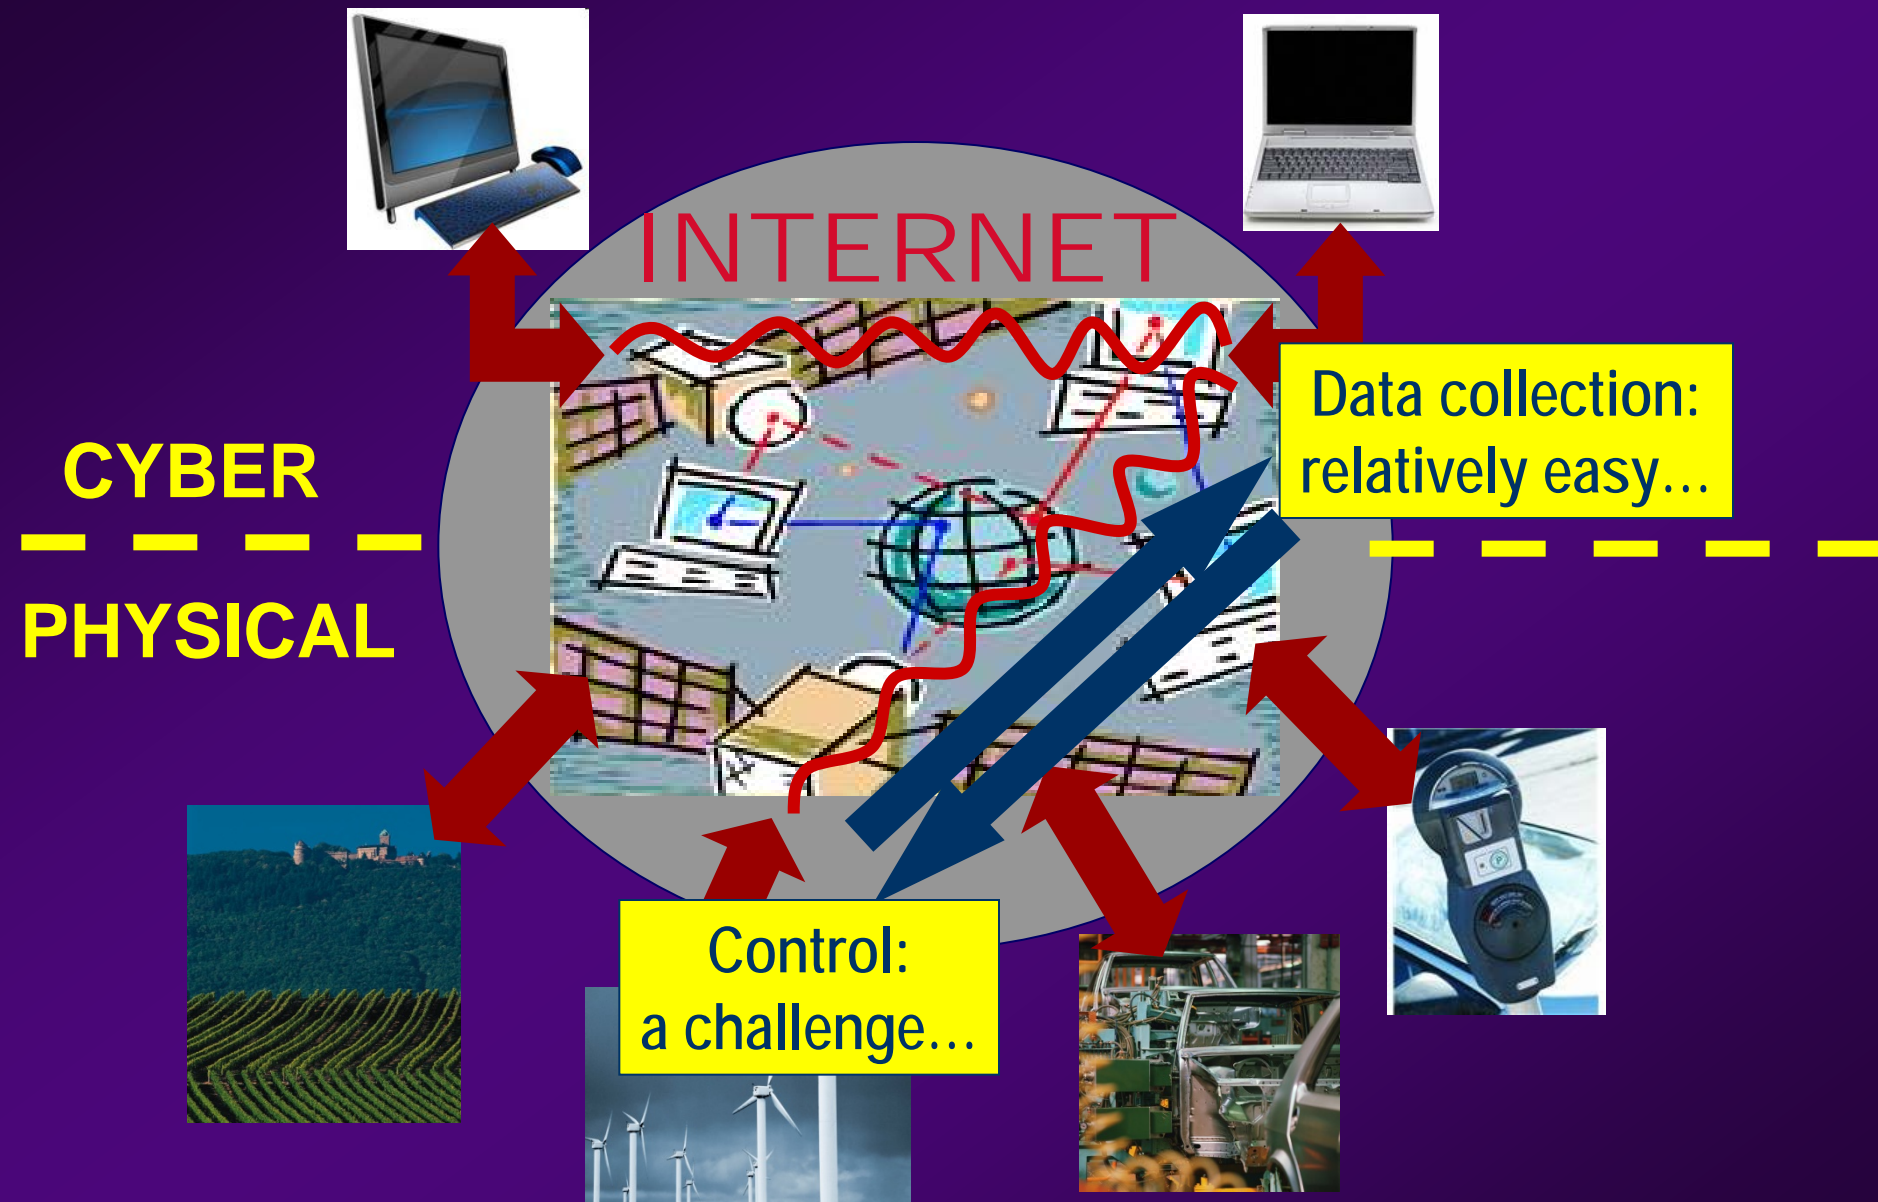 INTERNET
Data collection:
relatively easy...
CYBER
PHYSICAL
Control:
a challenge...